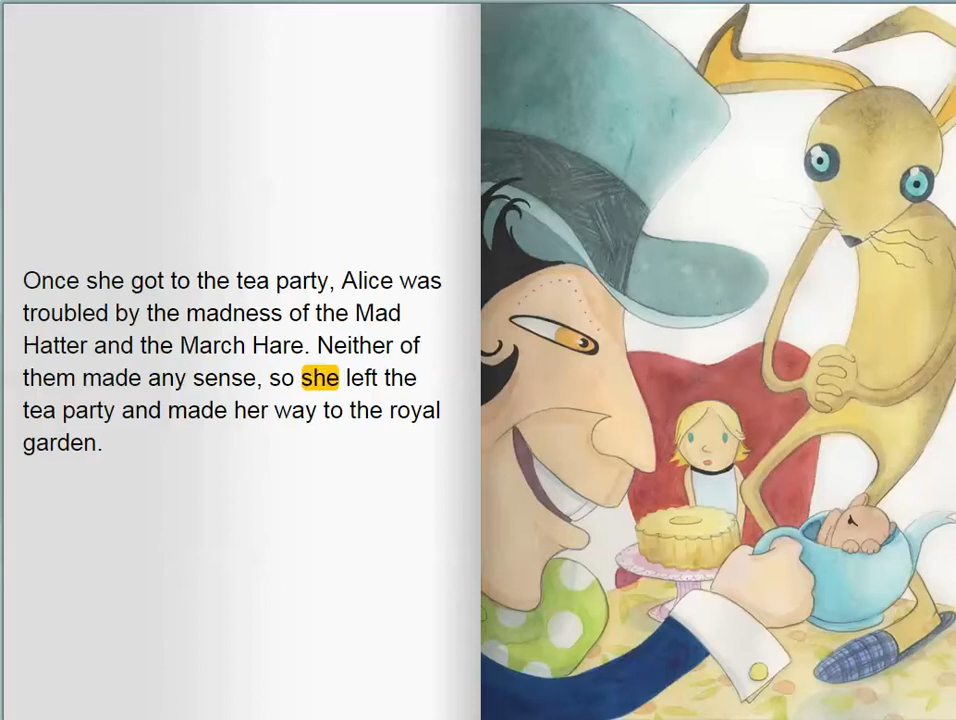 Once she got to the tea party, Alice was
troubled by the madness of the Mad
Hatter and the March Hare. Neither of
them made any sense, so she left the
tea party and made her way to the royal
garden.